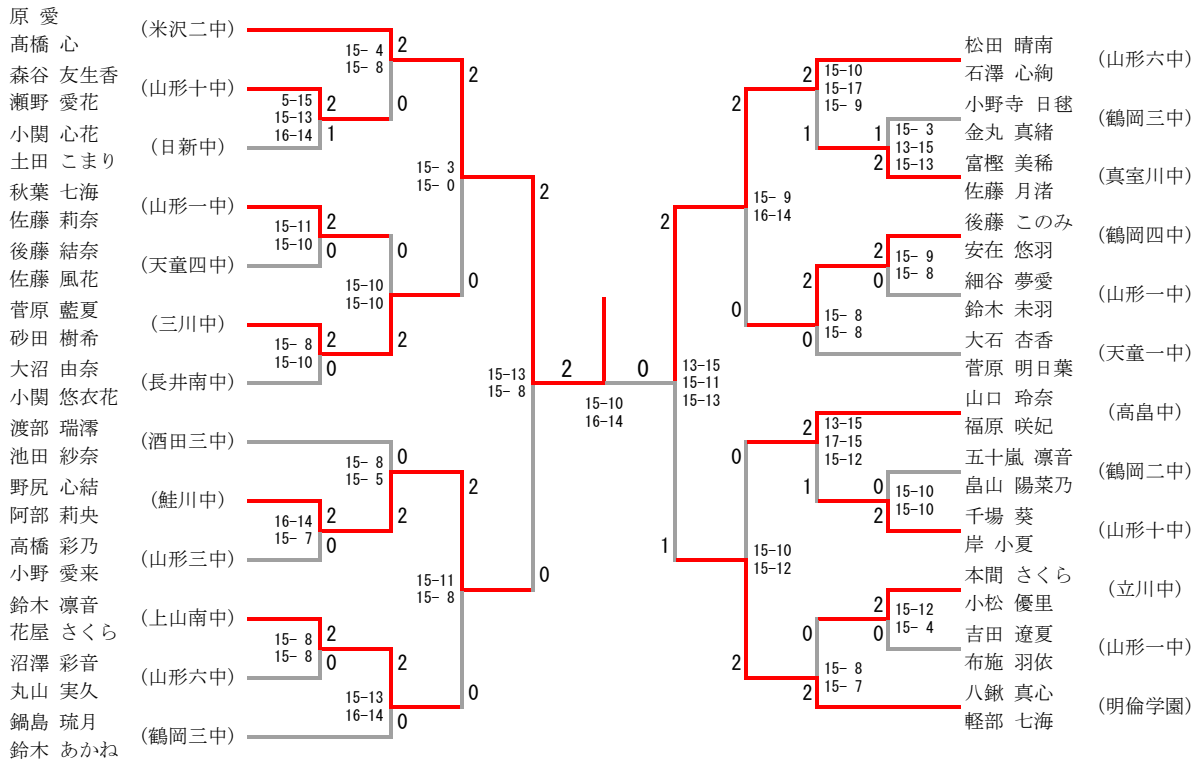 原 愛
髙橋 心
(米沢二中)
森谷 友生香
瀬野 愛花
(山形十中)
小関 心花
土田 こまり
(日新中)
秋葉 七海
佐藤 莉奈
(山形一中)
後藤 結奈
佐藤 風花
(天童四中)
菅原 藍夏
砂田 樹希
(三川中)
大沼 由奈
小関 悠衣花
(長井南中)
渡部 瑞澪
池田 紗奈
(酒田三中)
野尻 心結
阿部 莉央
(鮭川中)
高橋 彩乃
小野 愛来
(山形三中)
鈴木 凛音
花屋 さくら
(上山南中)
沼澤 彩音
丸山 実久
(山形六中)
鍋島 琉月
鈴木 あかね
(鶴岡三中)
5-15
15-13
16-14
2
1
15- 4
15- 8
2
0
15-11
15-10
2
0
15- 8
15-10
2
0
15-10
15-10
0
2
15- 3
15- 0
2
0
16-14
15- 7
2
0
15- 8
15- 5
0
2
15- 8
15- 8
2
0
15-13
16-14
2
0
15-11
15- 8
2
0
15-13
15- 8
2
0
2
0
15-10
16-14
13-15
15-11
15-13
2
1
15- 9
16-14
2
0
15-10
15-17
15- 9
2
1
15- 3
13-15
15-13
1
2
15- 9
15- 8
2
0
15- 8
15- 8
2
0
13-15
17-15
15-12
2
1
15-10
15-10
0
2
15-10
15-12
0
2
15-12
15- 4
2
0
15- 8
15- 7
0
2
松田 晴南
石澤 心絢
(山形六中)
小野寺 日毬
金丸 真緒
(鶴岡三中)
富樫 美稀
佐藤 月渚
(真室川中)
後藤 このみ
安在 悠羽
(鶴岡四中)
細谷 夢愛
鈴木 未羽
(山形一中)
大石 杏香
菅原 明日葉
(天童一中)
山口 玲奈
福原 咲妃
(高畠中)
五十嵐 凛音
畠山 陽菜乃
(鶴岡二中)
千場 葵
岸 小夏
(山形十中)
本間 さくら
小松 優里
(立川中)
吉田 遼夏
布施 羽依
(山形一中)
八鍬 真心
軽部 七海
(明倫学園)